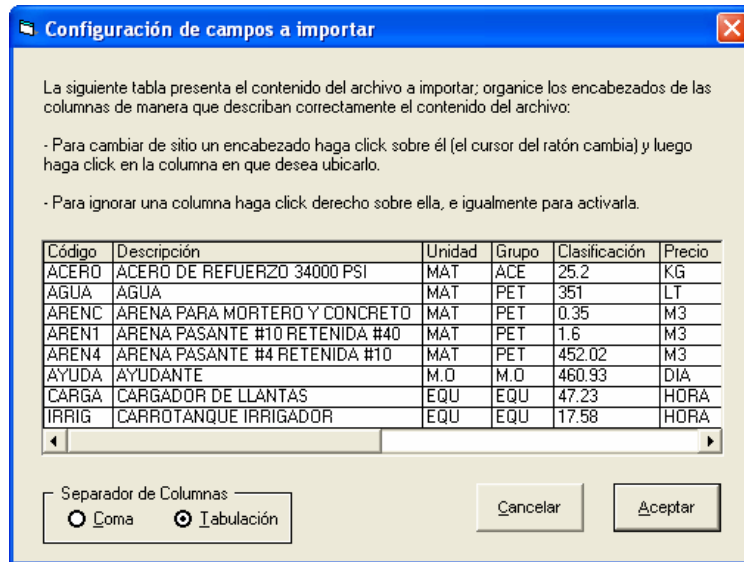 Configuración de campos a importar
La siguiente tabla presenta el contenido del archivo a importar; organice los encabezados de las
columnas de manera que describan correctamente el contenido del archivo:
- Para cambiar de sitio un encabezado haga click sobre él (el cursor del ratón cambia) y luego
haga click en la columna en que desea ubicarlo.
- Para ignorar una columna haga click derecho sobre ella, e igualmente para activarla.
Código Descripción Unidad Grupo Clasificación Precio
ACERO ACERO DE REFUERZO 34000 PSI MAT ACE 25.2 KG
AGUA AGUA MAT PET 351 LT
ARENC ARENA PARA MORTERO Y CONCRETO MAT PET 0.35 M3
AREN1 ARENA PASANTE #10 RETENIDA #40 MAT PET 1.6 M3
AREN4 ARENA PASANTE #4 RETENIDA #10 MAT PET 452.02 M3
AYUDA AYUDANTE M.O M.O 460.93 DIA
CARGA CARGADOR DE LLANTAS EQU EQU 47.23 HORA
IRRIG CARROTANQUE IRRIGADOR EQU EQU 17.58 HORA
Separador de Columnas
Coma Tabulación
Cancelar Aceptar